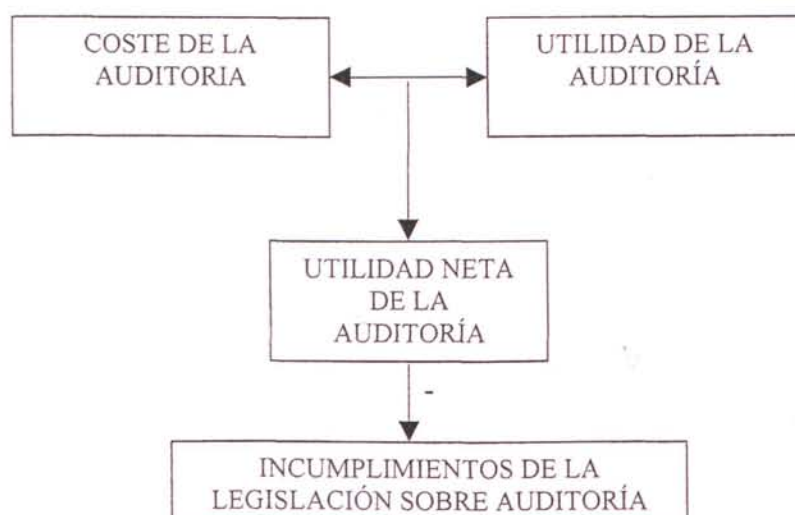 COSTE DE LA
AUDITORIA
UTILIDAD DE LA
AUDITORÍA
UTILIDAD NETA
DE LA
AUDITORÍA
-
INCUMPLIMIENTOS DE LA
LEGISLACIÓN SOBRE AUDITORÍA